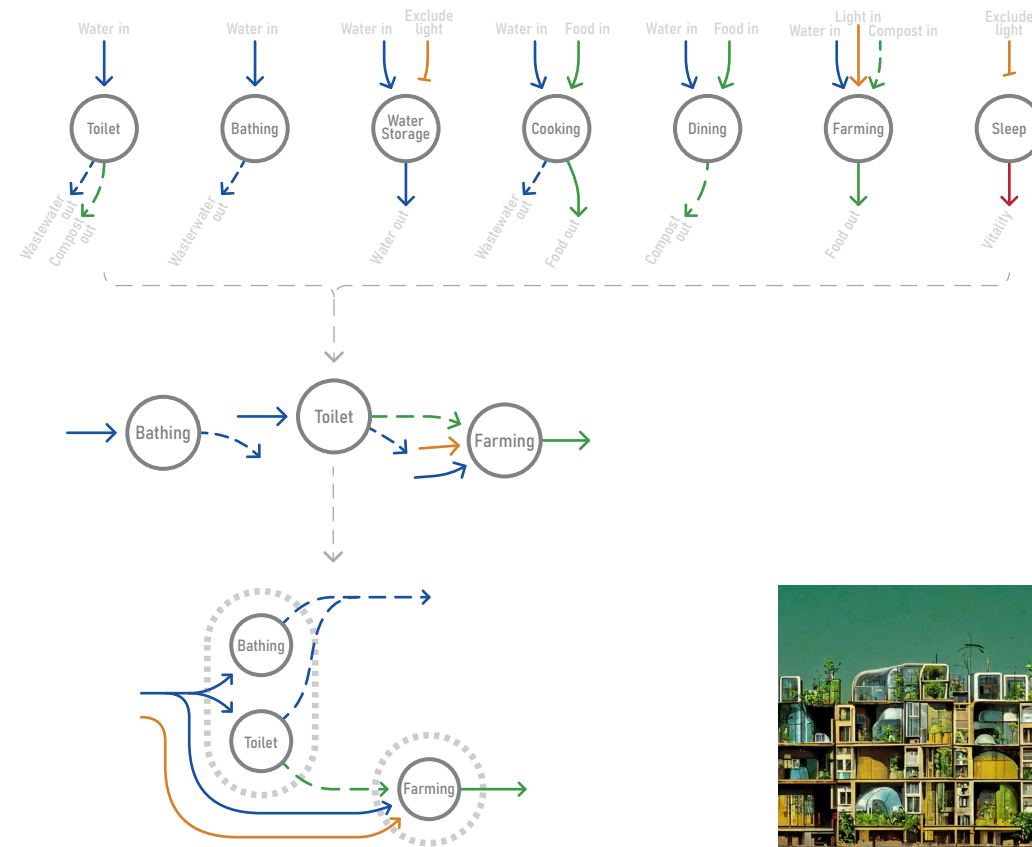 Water in
Toilet
Wastewater
out
Compost
out
Water in
Bathing
Wasterwater
out
Water in
Exclude
light
Water
Storage
Water out
Water in
Food in
Cooking
Wastewater
out
Food out
Water in
Food in
Dining
Compost
out
Water in
Light in
Compost in
Farming
Food out
Exclude
light
Sleep
Vitality
Bathing
Toilet
Farming
Bathing
Toilet
Farming